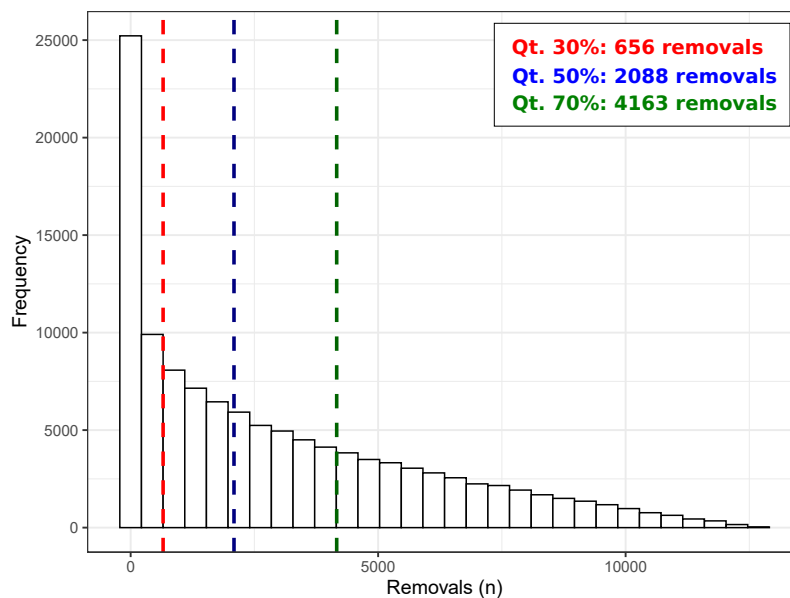 Qt. 30%: 656 removals
Qt. 50%: 2088 removals
Qt. 70%: 4163 removals
25000
20000
15000
10000
5000
0
Frequency
0
5000
10000
Removals (n)